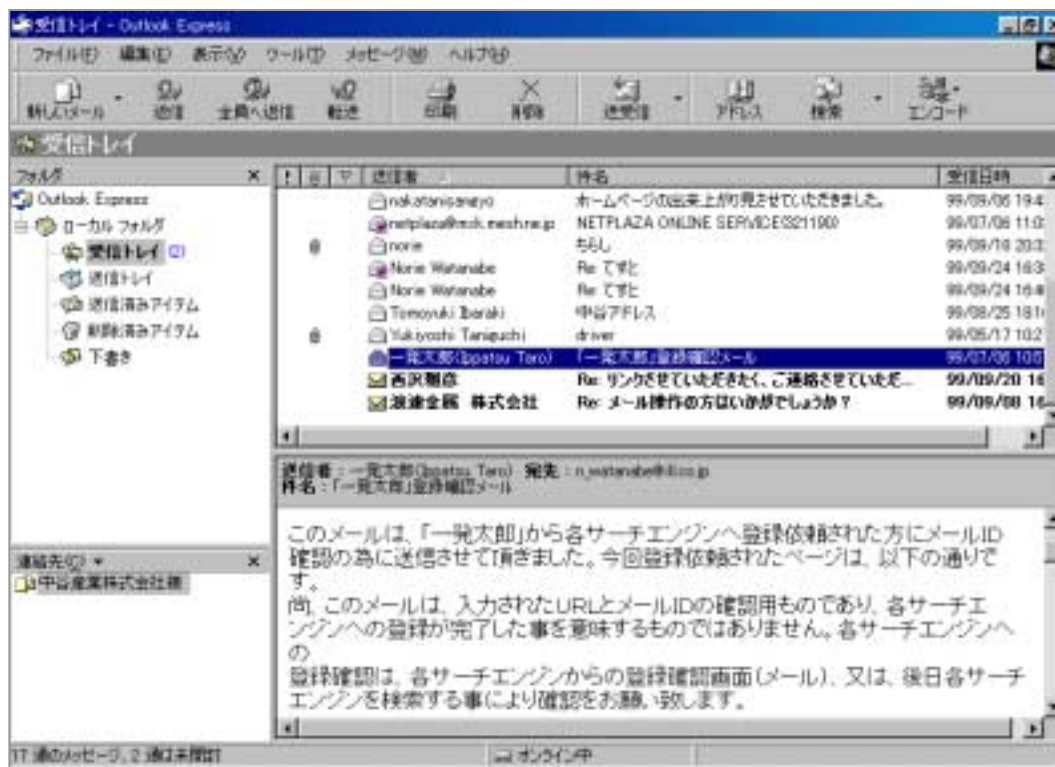 受信トレイ - Outlook Express
ファイル(F) 編集(E) 表示(V) ツール(T) メッセージ(M) ヘルプ(H)
新しいメール 返信 全員へ返信 転送 印刷 削除 送受信 アドレス 検索 エンコード
受信トレイ
フォルダ
Outlook Express
ローカル フォルダ
受信トレイ (2)
送信トレイ
送信済みアイテム
削除済みアイテム
下書き
送信者 件名 受信日時
nakatanisangyo ホームページの出来上がり見させていただきました。 99/09/06 19:4
NETPLAZA ONLINE SERVICE 99/07/06 11:0
norie ちらし
Norie Watanabe Re: てすと 99/09/24 16:3
Norie Watanabe Re: てすと 99/09/24 16:4
Tomoyuki Ibaraki 中谷アドレス 99/08/25 18:1
Yukiyoshi Taniguchi driver 99/05/17 10:2
一発太郎(Ippatsu Taro) 「一発太郎」登録確認メール 99/07/06 10:5
西沢雅彦 Re: リンクさせていただきたく、ご連絡させていただ... 99/09/20 16
浪速金属 株式会社 Re: メール操作の方はいかがでしょうか? 99/09/08 16
送信者: 一発太郎(Ippatsu Taro) 宛先:
件名: 「一発太郎」登録確認メール
このメールは、「一発太郎」から各サーチエンジンへ登録依頼された方にメールID
確認の為に送信させて頂きました。今回登録依頼されたページは、以下の通りで
す。
尚、このメールは、入力されたURLとメールIDの確認用ものであり、各サーチエ
ンジンへの登録が完了した事を意味するものではありません。各サーチエンジンへ
の
登録確認は、各サーチエンジンからの登録確認画面(メール)、又は、後日各サーチ
エンジンを検索する事により確認をお願い致します。
連絡先(C)
中谷産業株式会社様
17 通のメッセージ、2 通は未開封
オンライン中